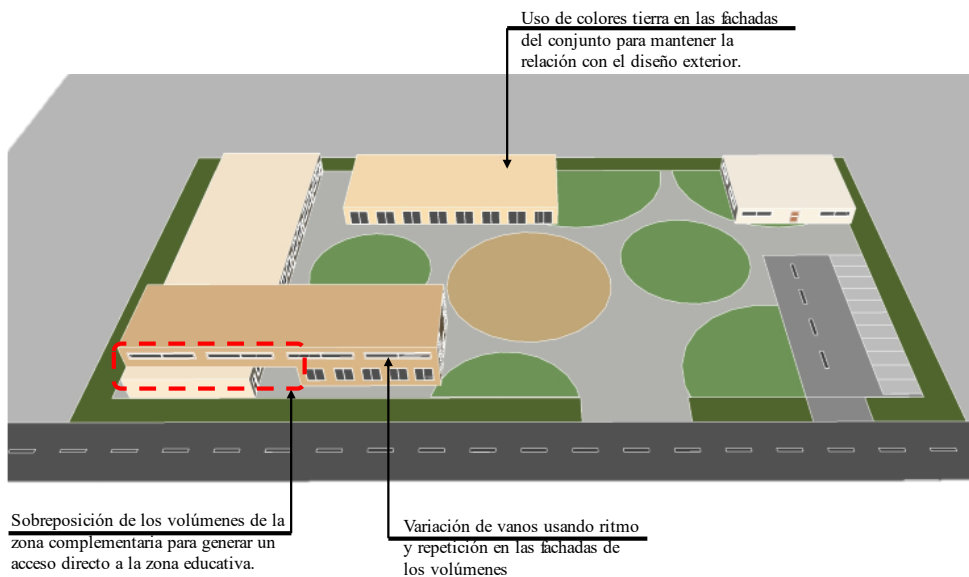 Uso de colores tierra en las fachadas
del conjunto para mantener la
relación con el diseño exterior.
Sobreposición de los volúmenes de la
zona complementaria para generar un
acceso directo a la zona educativa.
Variación de vanos usando ritmo
y repetición en las fachadas de
los volúmenes